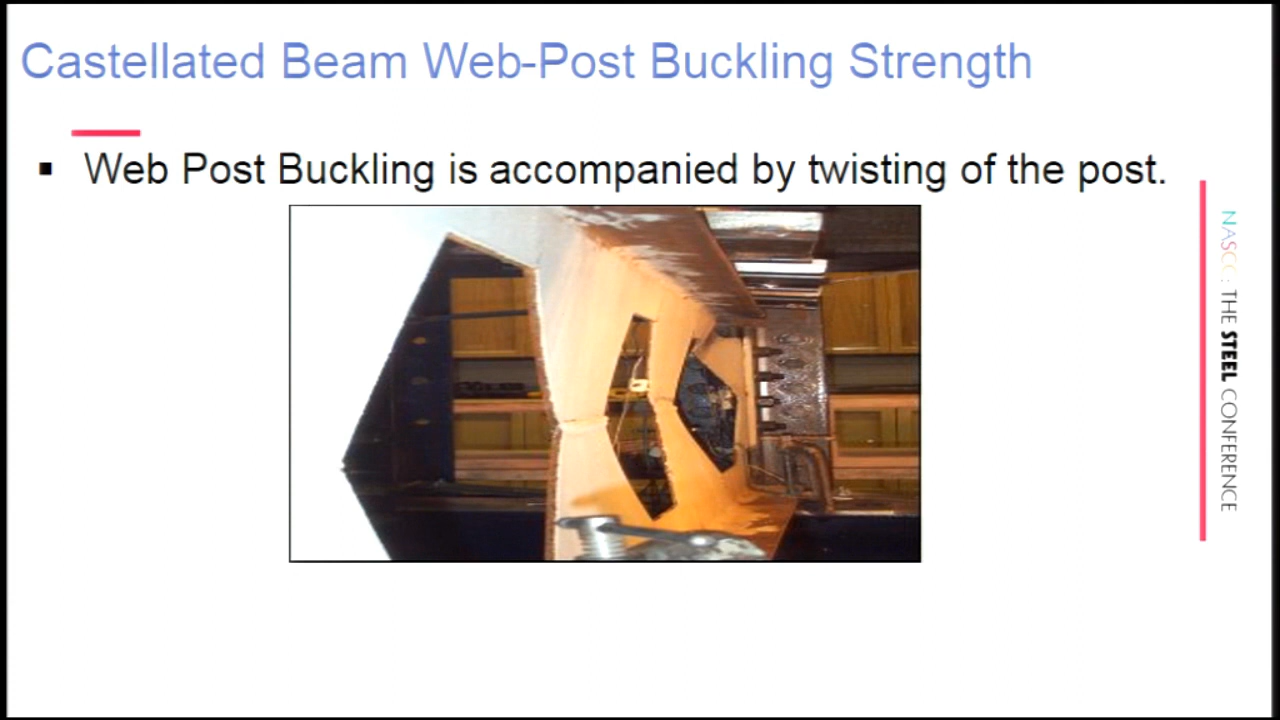 Castellated Beam Web-Post Buckling Strength
▪ Web Post Buckling is accompanied by twisting of the post.
NASCC: THE STEEL CONFERENCE